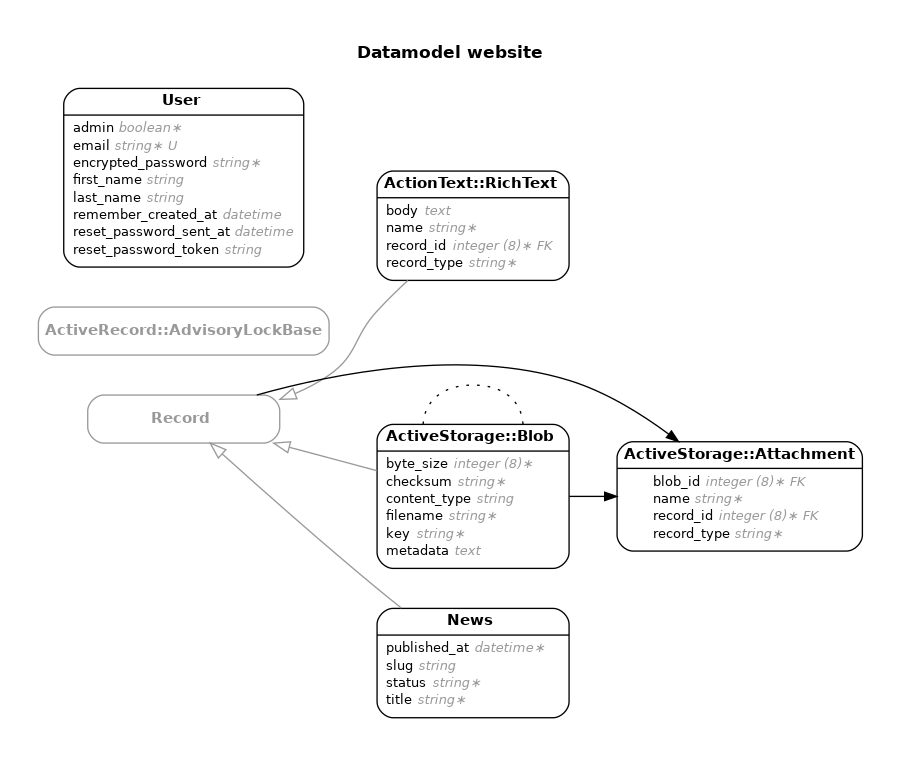 Datamodel website
User
admin boolean∗
email string∗ U
encrypted_password string∗
first_name string
last_name string
remember_created_at datetime
reset_password_sent_at datetime
reset_password_token string
ActionText::RichText
body text
name string∗
record_id integer (8)∗ FK
record_type string∗
ActiveRecord::AdvisoryLockBase
Record
ActiveStorage::Blob
byte_size integer (8)∗
checksum string∗
content_type string
filename string∗
key string∗
metadata text
ActiveStorage::Attachment
blob_id integer (8)∗ FK
name string∗
record_id integer (8)∗ FK
record_type string∗
News
published_at datetime∗
slug string
status string∗
title string∗